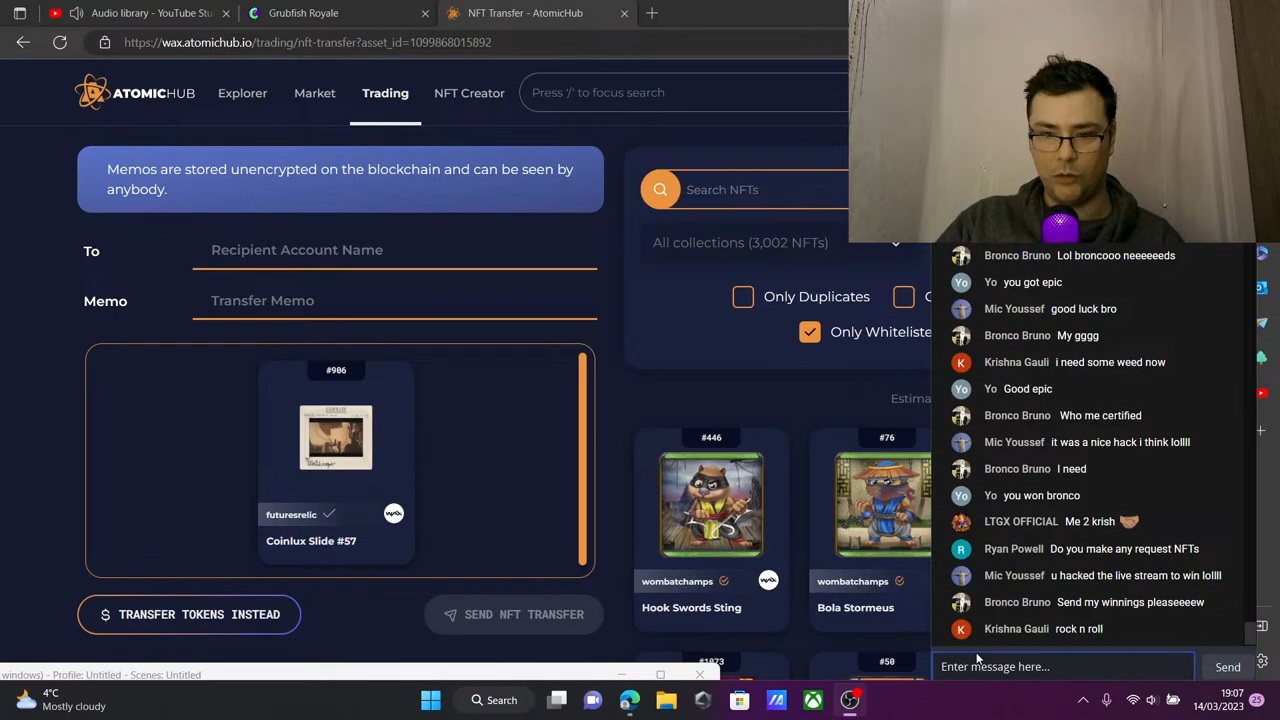 Audio library - YouTube Stu
Grubfish Royale
NFT Transfer - AtomicHub
https://wax.atomichub.io/trading/nft-transfer?asset_id=1099868015892
ATOMICHUB
Explorer
Market
Trading
NFT Creator
Press '/' to focus search
Memos are stored unencrypted on the blockchain and can be seen by
anybody.
To
Recipient Account Name
Memo
Transfer Memo
#906
futuresrelic
Coinlux Slide #57
$ TRANSFER TOKENS INSTEAD
SEND NFT TRANSFER
Search NFTs
All collections (3,002 NFTs)
Only Duplicates
Only Whiteliste
Estima
#446
wombatchamps
Hook Swords Sting
#76
wombatchamps
Bola Stormeus
#1073
#50
Bronco Bruno Lol broncooo neeeeeds
Yo Yo you got epic
Mic Youssef good luck bro
Bronco Bruno My gggg
K Krishna Gauli i need some weed now
Yo Yo Good epic
Bronco Bruno Who me certified
Mic Youssef it was a nice hack i think lollll
Bronco Bruno I need
Yo Yo you won bronco
LTGX OFFICIAL Me 2 krish
R Ryan Powell Do you make any request NFTs
Mic Youssef u hacked the live stream to win lollll
Bronco Bruno Send my winnings pleaseeeew
K Krishna Gauli rock n roll
Enter message here...
Send
windows) - Profile: Untitled - Scenes: Untitled
4°C
Mostly cloudy
Search
19:07
14/03/2023
25